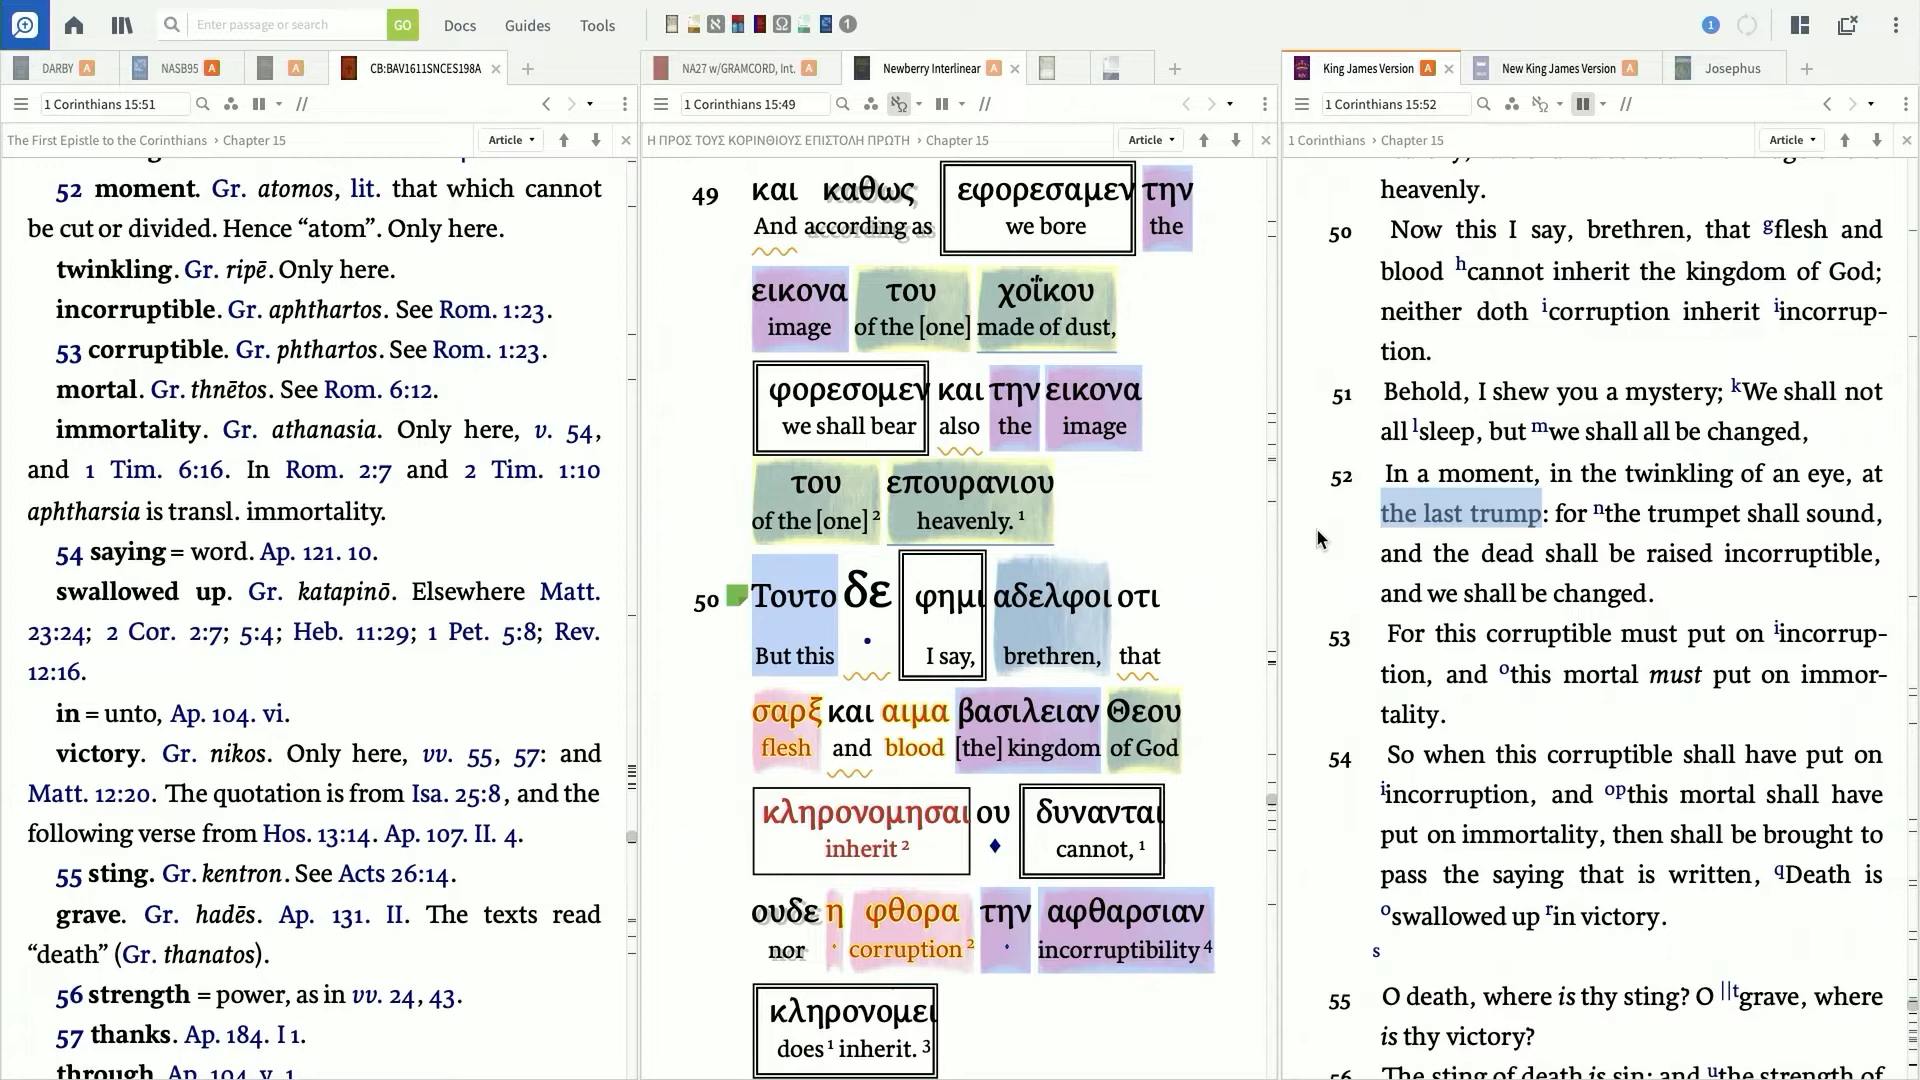 Enter passage or search
GO
Docs
Guides
Tools
1
1
DARBY A
NASB95 A
A
CB:BAV1611SNCES198A
NA27 w/GRAMCORD, Int. A
Newberry Interlinear A
King James Version A
New King James Version A
Josephus
1 Corinthians 15:51
1 Corinthians 15:49
1 Corinthians 15:52
The First Epistle to the Corinthians › Chapter 15
Article
Η ΠΡΟΣ ΤΟΥΣ ΚΟΡΙΝΘΙΟΥΣ ΕΠΙΣΤΟΛΗ ΠΡΩΤΗ › Chapter 15
Article
1 Corinthians › Chapter 15
Article
52 moment. Gr. atomos, lit. that which cannot
be cut or divided. Hence “atom”. Only here.
twinkling. Gr. ripē. Only here.
incorruptible. Gr. aphthartos. See Rom. 1:23.
53 corruptible. Gr. phthartos. See Rom. 1:23.
mortal. Gr. thnētos. See Rom. 6:12.
immortality. Gr. athanasia. Only here, v. 54,
and 1 Tim. 6:16. In Rom. 2:7 and 2 Tim. 1:10
aphtharsia is transl. immortality.
54 saying = word. Ap. 121. 10.
swallowed up. Gr. katapinō. Elsewhere Matt.
23:24; 2 Cor. 2:7; 5:4; Heb. 11:29; 1 Pet. 5:8; Rev.
12:16.
in = unto, Ap. 104. vi.
victory. Gr. nikos. Only here, vv. 55, 57: and
Matt. 12:20. The quotation is from Isa. 25:8, and the
following verse from Hos. 13:14. Ap. 107. II. 4.
55 sting. Gr. kentron. See Acts 26:14.
grave. Gr. hadēs. Ap. 131. II. The texts read
“death” (Gr. thanatos).
56 strength = power, as in vv. 24, 43.
57 thanks. Ap. 184. I 1.
through. Ap. 104. v. 1.
49 και καθως εφορεσαμεν την
And according as we bore the
εικονα του χοϊκου
image of the [one] made of dust,
φορεσομεν και την εικονα
we shall bear also the image
του επουρανιου
of the [one] 2 heavenly. 1
50 Τουτο δε φημι αδελφοι οτι
But this • I say, brethren, that
σαρξ και αιμα βασιλειαν Θεου
flesh and blood [the] kingdom of God
κληρονομησαι ου δυνανται
inherit 2 ♦ cannot, 1
ουδε η φθορα την αφθαρσιαν
nor • corruption 2 • incorruptibility 4
κληρονομει
does 1 inherit. 3
heavenly.
50 Now this I say, brethren, that gflesh and
blood hcannot inherit the kingdom of God;
neither doth icorruption inherit iincorrup-
tion.
51 Behold, I shew you a mystery; kWe shall not
all lsleep, but mwe shall all be changed,
52 In a moment, in the twinkling of an eye, at
the last trump: for nthe trumpet shall sound,
and the dead shall be raised incorruptible,
and we shall be changed.
53 For this corruptible must put on iincorrup-
tion, and othis mortal must put on immor-
tality.
54 So when this corruptible shall have put on
iincorruption, and opthis mortal shall have
put on immortality, then shall be brought to
pass the saying that is written, qDeath is
oswallowed up rin victory.
s
55 O death, where is thy sting? O ||tgrave, where
is thy victory?
56 The sting of death is sin; and uthe strength of